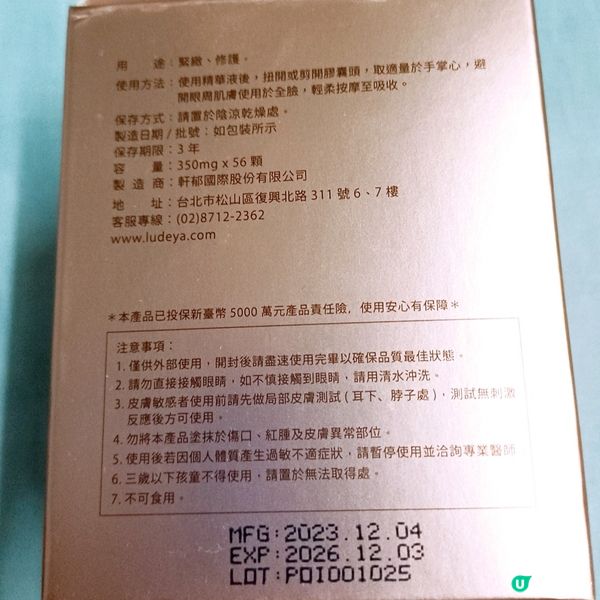 用 途：緊緻、修護。
使用方法：使用精華液後，扭開或剪開膠囊頭，取適量於手掌心，避
開眼周肌膚使用於全臉，輕柔按摩至吸收。
保存方式：請置於陰涼乾燥處。
製造日期/批號：如包裝所示
保存期限：3 年
容 量：350mg x 56 顆
製 造 商：軒郁國際股份有限公司
地 址：台北市松山區復興北路 311 號 6、7 樓
客服專線：(02)8712-2362
www.ludeya.com
＊本產品已投保新臺幣 5000 萬元產品責任險，使用安心有保障＊
注意事項：
1. 僅供外部使用，開封後請盡速使用完畢以確保品質最佳狀態。
2. 請勿直接接觸眼睛，如不慎接觸到眼睛，請用清水沖洗。
3. 皮膚敏感者使用前請先做局部皮膚測試(耳下、脖子處)，測試無刺激
反應後方可使用。
4. 勿將本產品塗抹於傷口、紅腫及皮膚異常部位。
5. 使用後若因個人體質產生過敏不適症狀，請暫停使用並洽詢專業醫師
6. 三歲以下孩童不得使用，請置於無法取得處。
7. 不可食用。
MFG:2023.12.04
EXP:2026.12.03
LOT:POI001025